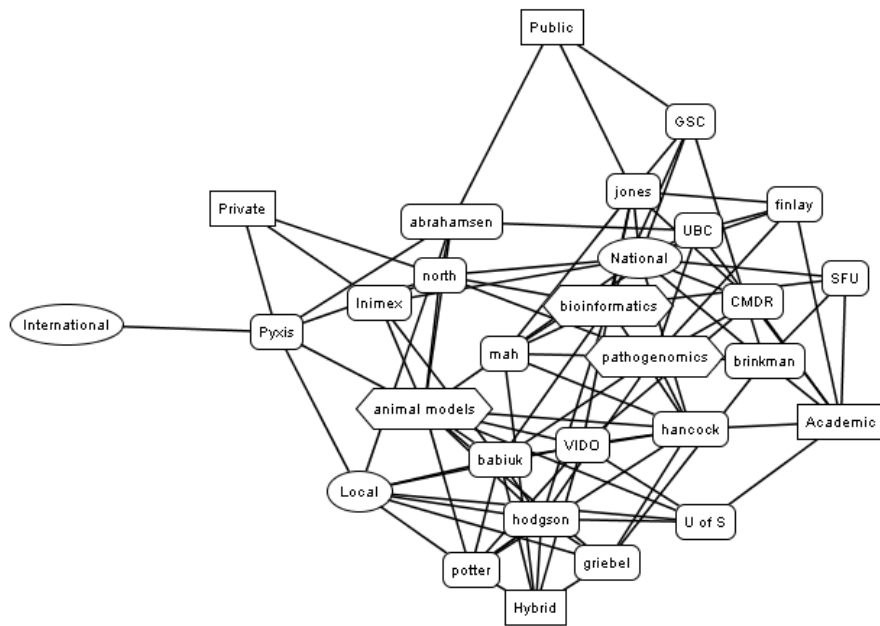 Public
GSC
jones
finlay
Private
abrahamsen
UBC
National
north
SFU
Inimex
bioinformatics
CMDR
International
Pyxis
mah
pathogenomics
brinkman
animal models
Academic
hancock
VIDO
babiuk
Local
hodgson
U of S
potter
griebel
Hybrid